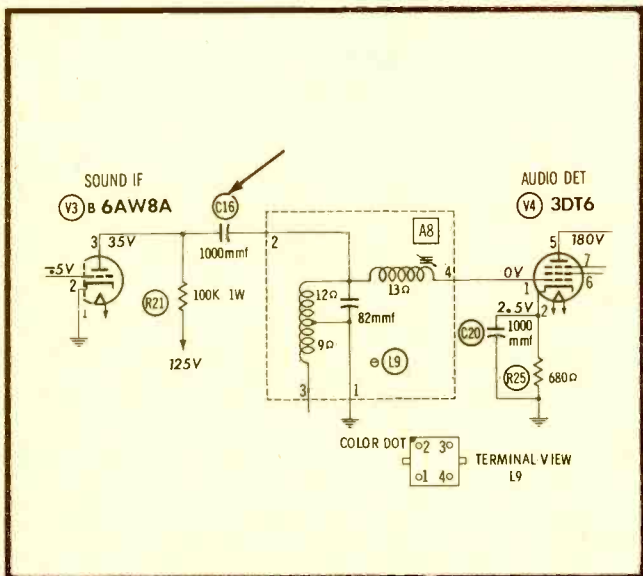 SOUND IF
V3 B 6AW8A
C16
AUDIO DET
V4 3DT6
3 35V
2
A8
5 180V
1000mmf
.5V
2
4
0V
7
6
1
12Ω
13Ω
1
R21
100K 1W
82mmf
2.5V
2
C20
1000
mmf
9Ω
125V
L9
R25
680Ω
3
1
COLOR DOT
2 3
TERMINAL VIEW
1 4
L9